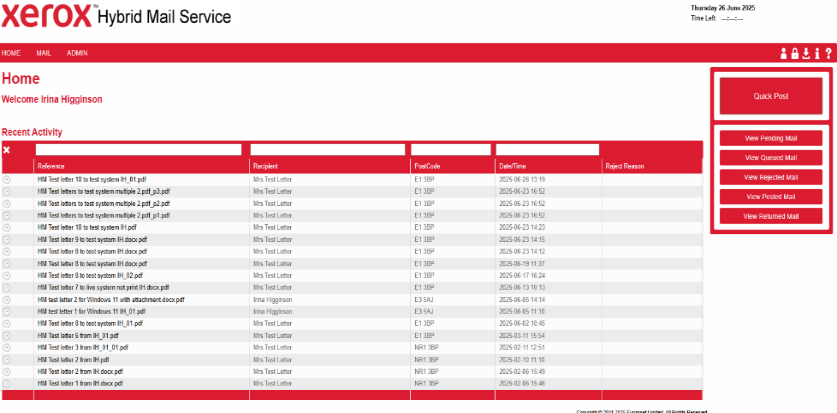 xerox™ Hybrid Mail Service
Thursday 26 June 2025
Time Left: --:--:--
HOME MAIL ADMIN
Home
Welcome Irina Higginson
Quick Post
Recent Activity
View Pending Mail
View Queued Mail
View Rejected Mail
View Posted Mail
View Returned Mail
Reference Recipient PostCode Date/Time Reject Reason
HM Test letter 10 to test system IH_01.pdf Mrs Test Letter E1 3BP 2025-06-26 13:19
HM Test letters to test system multiple 2.pdf_p3.pdf Mrs Test Letter E1 3BP 2025-06-23 16:52
HM Test letters to test system multiple 2.pdf_p2.pdf Mrs Test Letter E1 3BP 2025-06-23 16:52
HM Test letters to test system multiple 2.pdf_p1.pdf Mrs Test Letter E1 3BP 2025-06-23 16:52
HM Test letter 10 to test system IH.pdf Mrs Test Letter E1 3BP 2025-06-23 14:23
HM Test letter 9 to test system IH.docx.pdf Mrs Test Letter E1 3BP 2025-06-23 14:15
HM Test letter 8 to test system IH.docx.pdf Mrs Test Letter E1 3BP 2025-06-23 14:12
HM Test letter 8 to test system IH.docx.pdf Mrs Test Letter E1 3BP 2025-06-19 11:37
HM Test letter 8 to test system IH_02.pdf Mrs Test Letter E1 3BP 2025-06-17 16:24
HM Test letter 7 to live system not print IH.docx.pdf Mrs Test Letter E1 3BP 2025-06-13 10:13
HM test letter 2 for Windows 11 with attachment.docx.pdf Irina Higginson E3 5AJ 2025-06-05 14:14
HM test letter 1 for Windows 11 IH_01.pdf Irina Higginson E3 5AJ 2025-06-05 11:10
HM Test letter 8 to test system IH_01.pdf Mrs Test Letter E1 3BP 2025-06-02 10:45
HM Test letter 6 from IH_01.pdf Mrs Test Letter E1 3BP 2025-03-11 15:54
HM Test letter 3 from IH_01_01.pdf Mrs Test Letter NR1 3BP 2025-02-11 12:51
HM Test letter 2 from IH.pdf Mrs Test Letter NR1 3BP 2025-02-10 11:10
HM Test letter 2 from IH.docx.pdf Mrs Test Letter NR1 3BP 2025-02-06 15:49
HM Test letter 1 from IH.docx.pdf Mrs Test Letter NR1 3BP 2025-02-06 15:46
Copyright © 2011-2025 Limited. All Rights Reserved